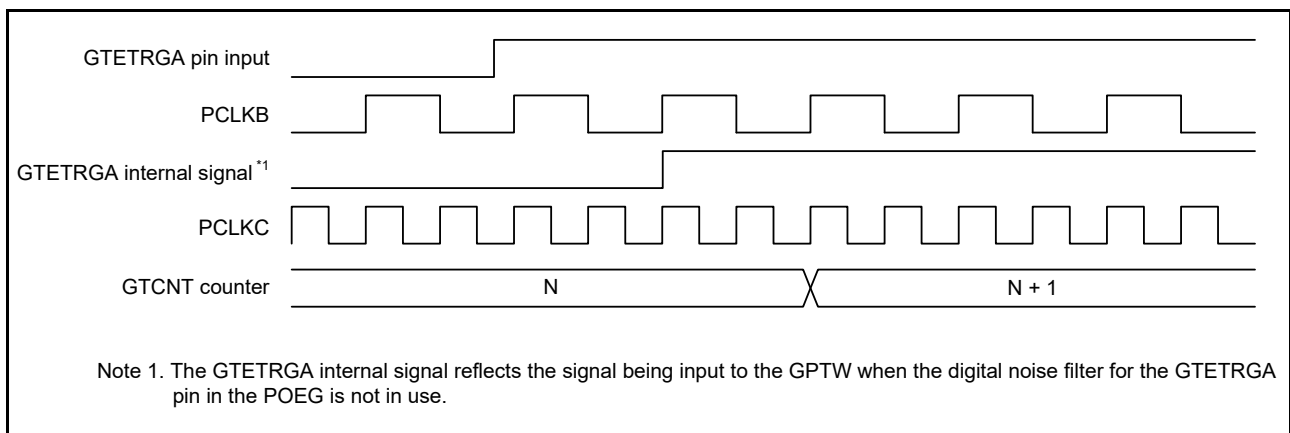 GTETRGA pin input
PCLKB
GTETRGA internal signal *1
PCLKC
GTCNT counter
N
N + 1
Note 1. The GTETRGA internal signal reflects the signal being input to the GPTW when the digital noise filter for the GTETRGA
pin in the POEG is not in use.